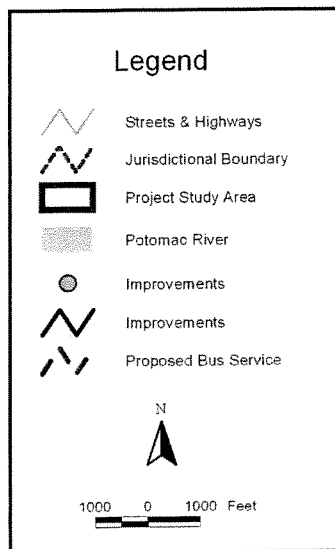 Legend
Streets & Highways
Jurisdictional Boundary
Project Study Area
Potomac River
Improvements
Improvements
Proposed Bus Service
N
1000 0 1000 Feet